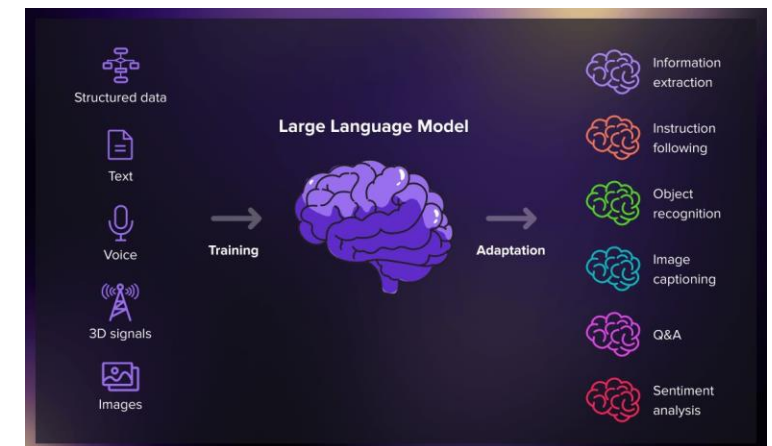 Structured data
Text
Voice
3D signals
Images
Training
Large Language Model
Adaptation
Information
extraction
Instruction
following
Object
recognition
Image
captioning
Q&A
Sentiment
analysis